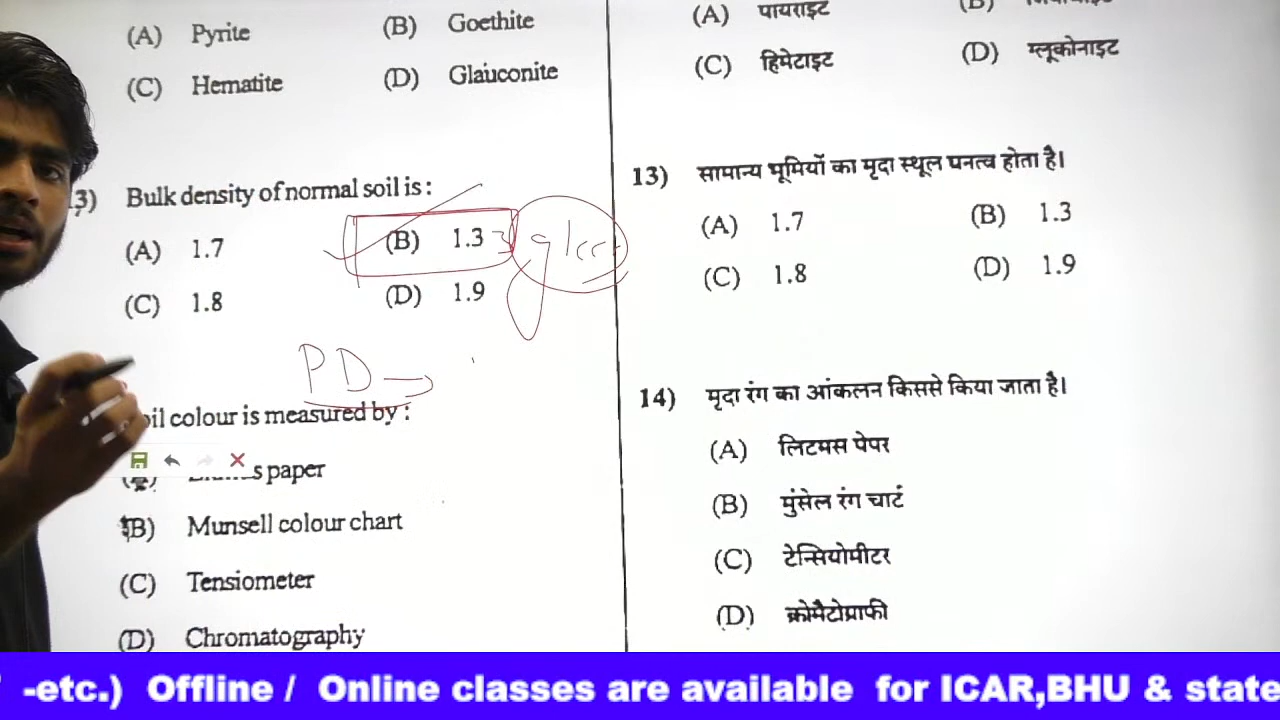 (A) Pyrite (B) Goethite
(C) Hematite (D) Glauconite
3) Bulk density of normal soil is :
(A) 1.7 (B) 1.3 g/cc
(C) 1.8 (D) 1.9
PD →
oil colour is measured by :
s paper
(B) Munsell colour chart
(C) Tensiometer
(D) Chromatography
(A) पायराइट (B)
(C) हिमेटाइट (D) ग्लूकोनाइट
13) सामान्य भूमियों का मृदा स्थूल घनत्व होता है।
(A) 1.7 (B) 1.3
(C) 1.8 (D) 1.9
14) मृदा रंग का आंकलन किससे किया जाता है।
(A) लिटमस पेपर
(B) मुंसेल रंग चार्ट
(C) टेन्सियोमीटर
(D) क्रोमैटोग्राफी
-etc.) Offline / Online classes are available for ICAR,BHU & state